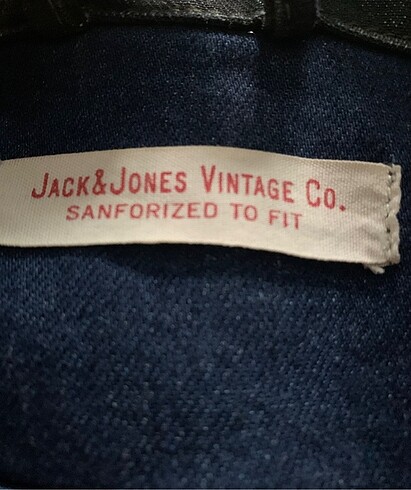 JACK&JONES VINTAGE CO.
SANFORIZED TO FIT